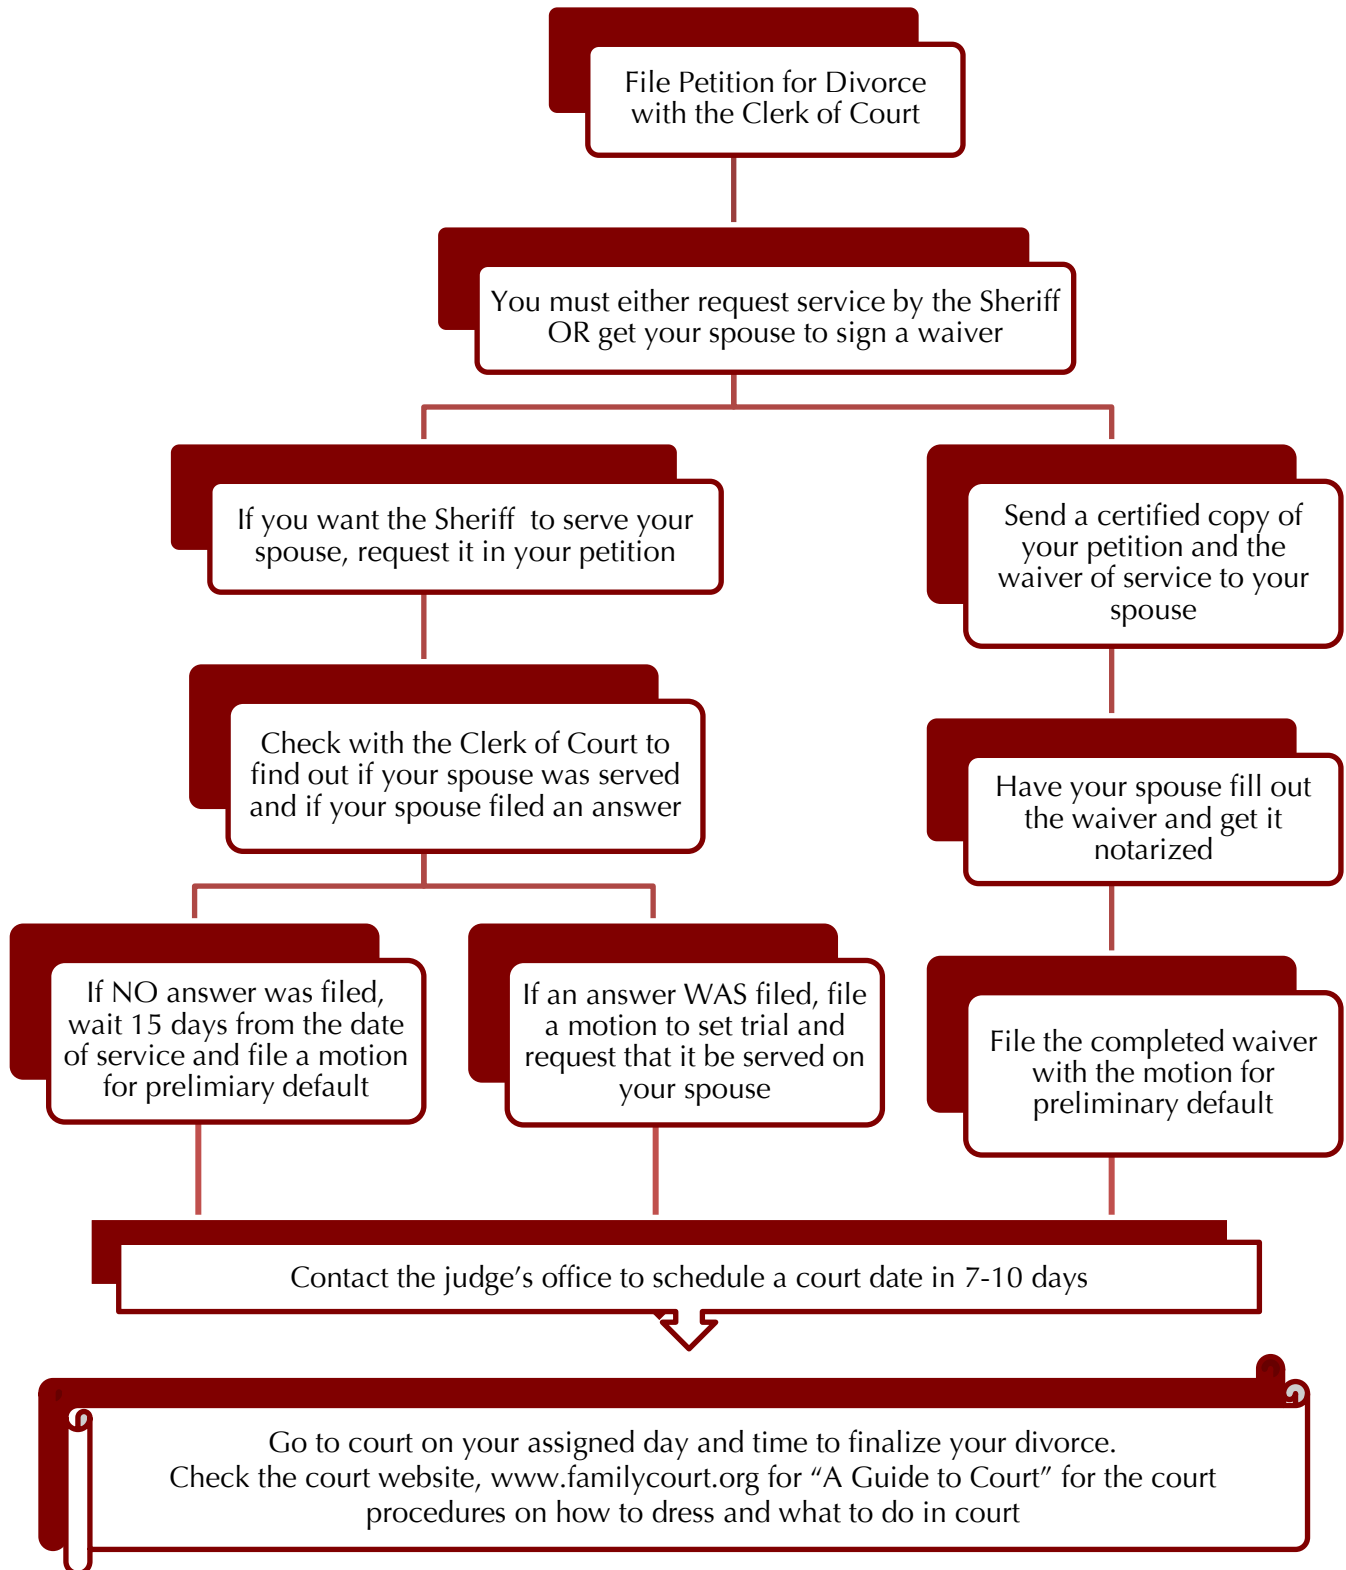 File Petition for Divorce
with the Clerk of Court
You must either request service by the Sheriff
OR get your spouse to sign a waiver
If you want the Sheriff  to serve your
spouse, request it in your petition
Send a certified copy of
your petition and the
waiver of service to your
spouse
Check with the Clerk of Court to
find out if your spouse was served
and if your spouse filed an answer
Have your spouse fill out
the waiver and get it
notarized
If NO answer was filed,
wait 15 days from the date
of service and file a motion
for prelimiary default
If an answer WAS filed, file
a motion to set trial and
request that it be served on
your spouse
File the completed waiver
with the motion for
preliminary default
Contact the judge’s office to schedule a court date in 7-10 days
Go to court on your assigned day and time to finalize your divorce.
Check the court website, www.familycourt.org for “A Guide to Court” for the court
procedures on how to dress and what to do in court